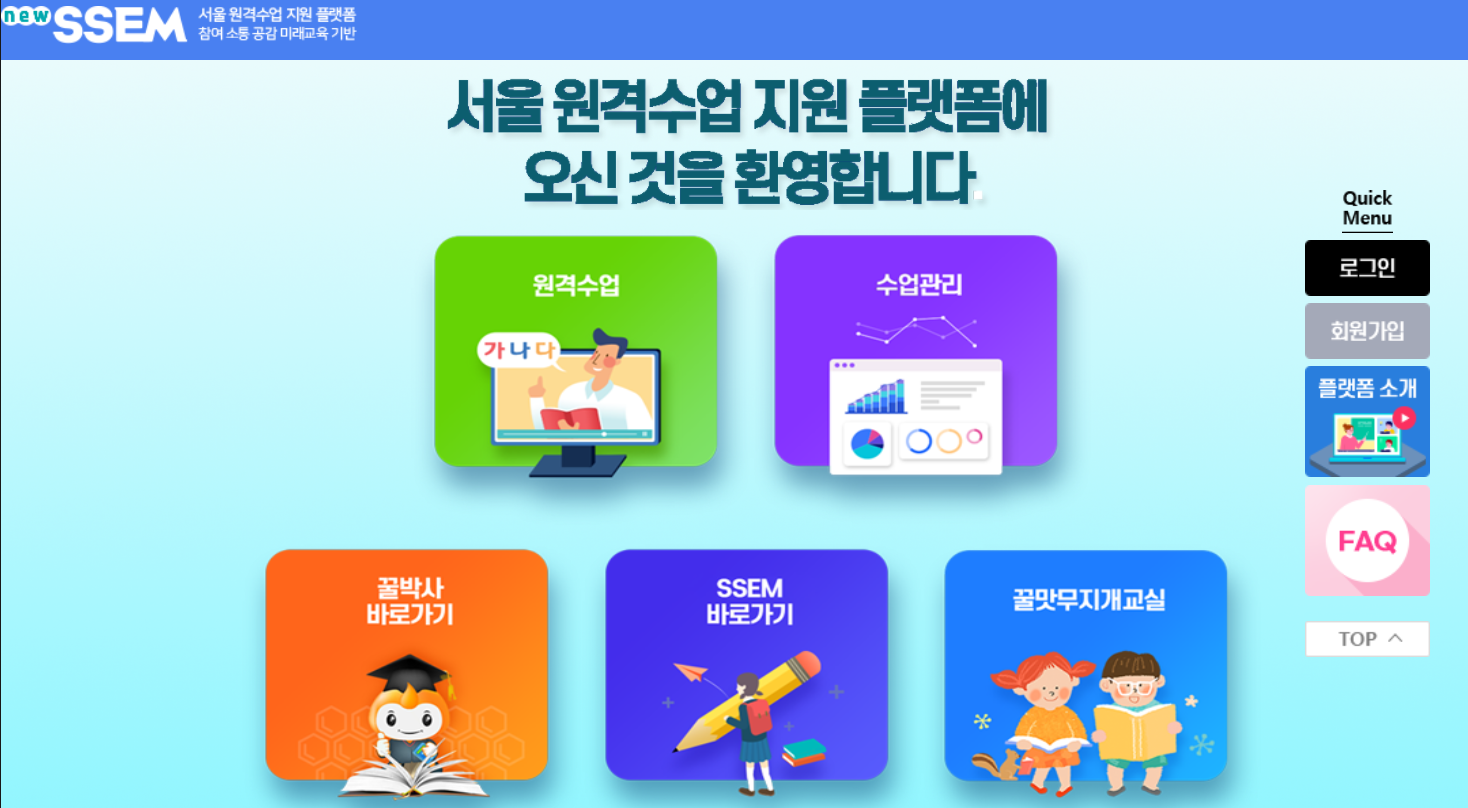 new SSEM
서울 원격수업 지원 플랫폼
참여 소통 공감 미래교육 기반
서울 원격수업 지원 플랫폼에
오신 것을 환영합니다.
Quick
Menu
로그인
회원가입
플랫폼 소개
FAQ
TOP
원격수업
가 나 다
수업관리
꿀박사
바로가기
SSEM
바로가기
꿀맛무지개교실